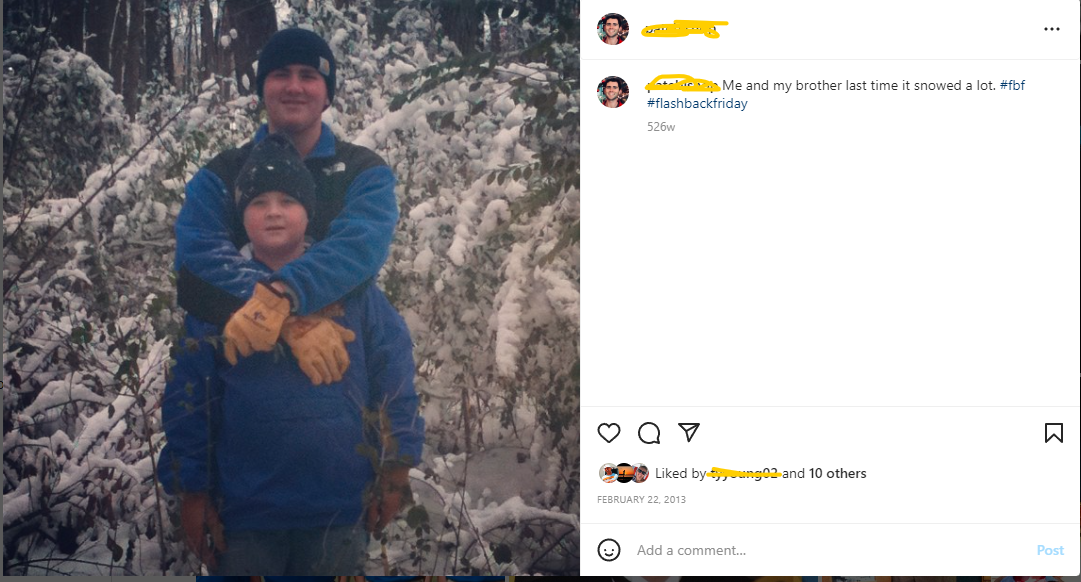 Me and my brother last time it snowed a lot. #fbf
#flashbackfriday
526w
Liked by and 10 others
FEBRUARY 22, 2013
Add a comment... Post